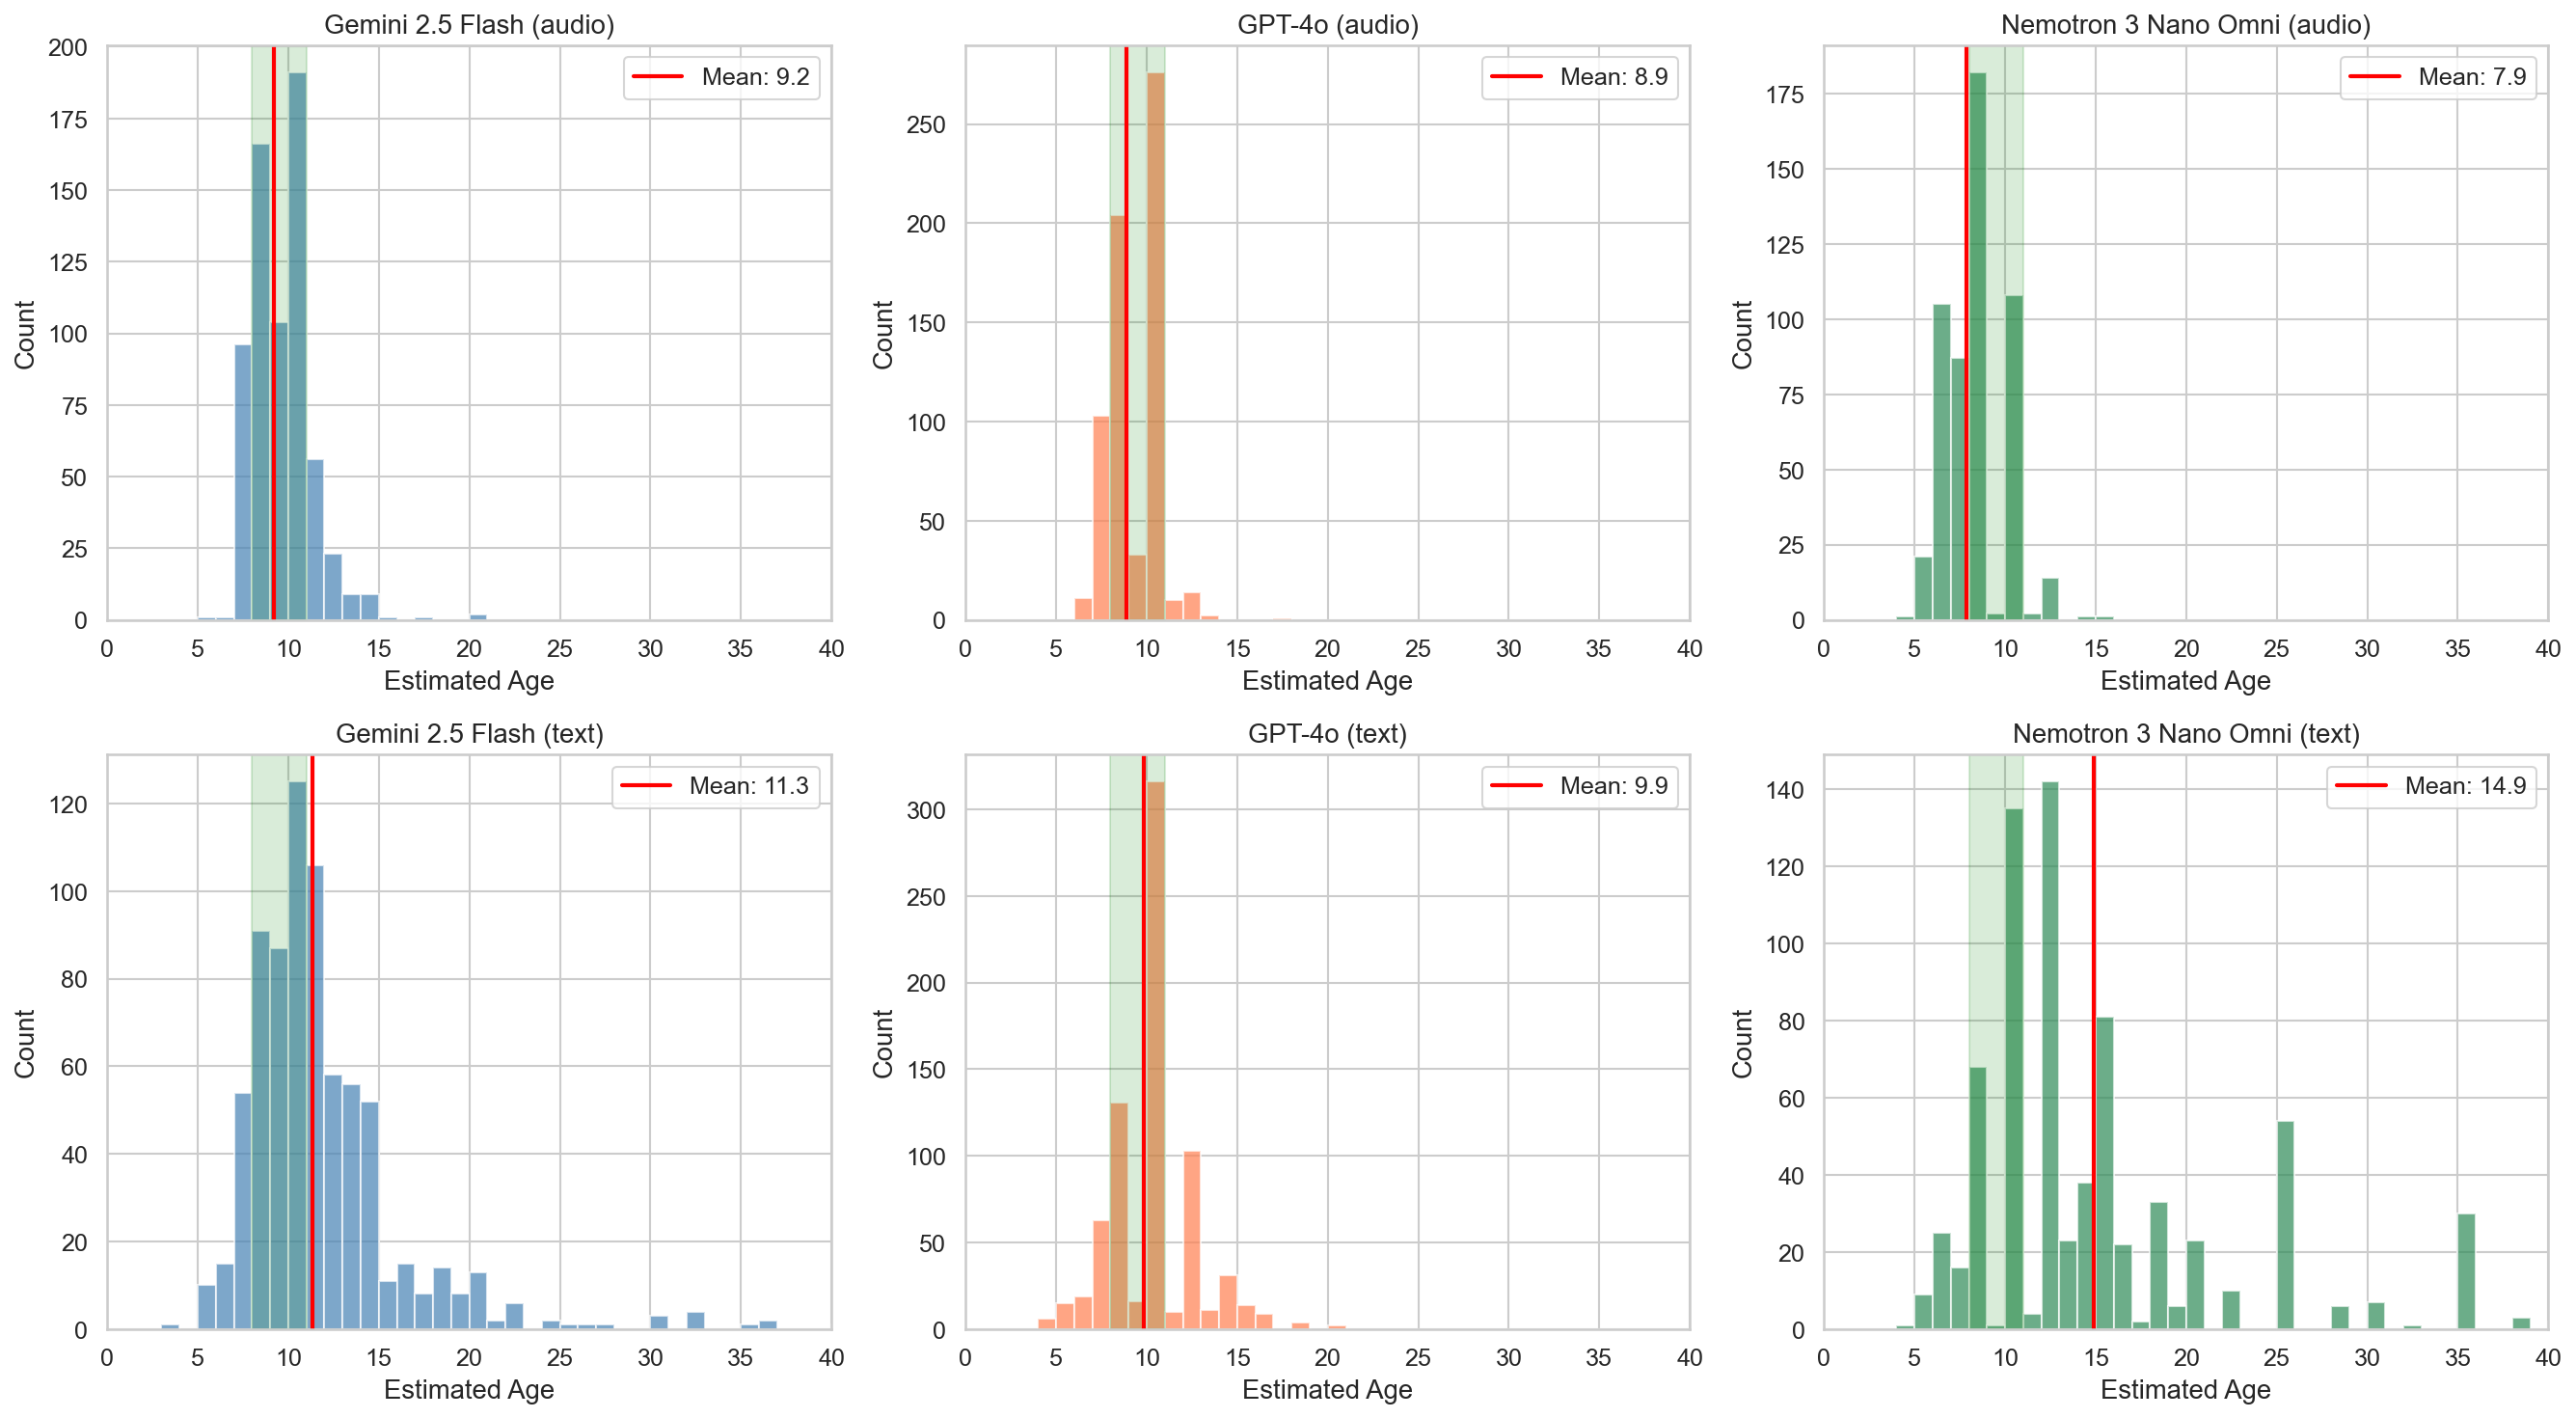 Gemini 2.5 Flash (audio)
200
175
150
125
100
75
50
25
0
Count
Mean: 9.2
0 5 10 15 20 25 30 35 40
Estimated Age
GPT-4o (audio)
250
200
150
100
50
0
Count
Mean: 8.9
0 5 10 15 20 25 30 35 40
Estimated Age
Nemotron 3 Nano Omni (audio)
175
150
125
100
75
50
25
0
Count
Mean: 7.9
0 5 10 15 20 25 30 35 40
Estimated Age
Gemini 2.5 Flash (text)
120
100
80
60
40
20
0
Count
Mean: 11.3
0 5 10 15 20 25 30 35 40
Estimated Age
GPT-4o (text)
300
250
200
150
100
50
0
Count
Mean: 9.9
0 5 10 15 20 25 30 35 40
Estimated Age
Nemotron 3 Nano Omni (text)
140
120
100
80
60
40
20
0
Count
Mean: 14.9
0 5 10 15 20 25 30 35 40
Estimated Age